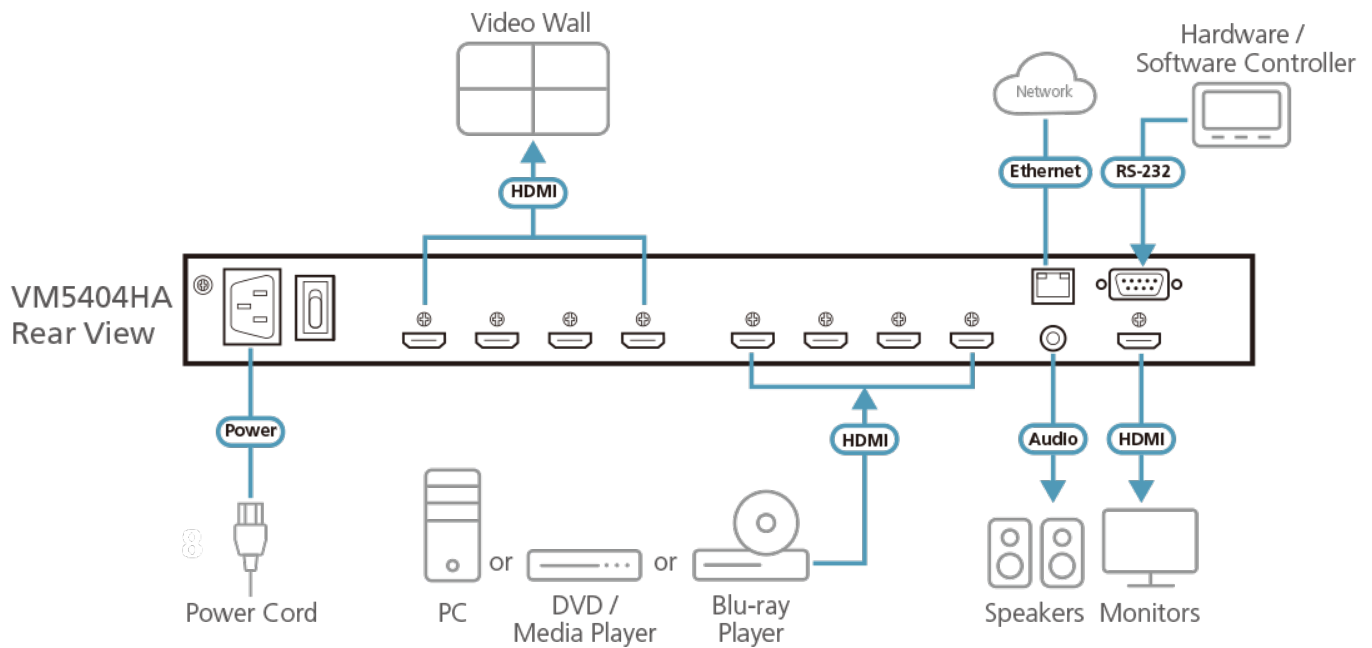 Video Wall
Hardware /
Software Controller
Network
Ethernet
RS-232
HDMI
VM5404HA
Rear View
Power
HDMI
Audio
HDMI
8
or
or
Power Cord
PC
DVD /
Media Player
Blu-ray
Player
Speakers
Monitors